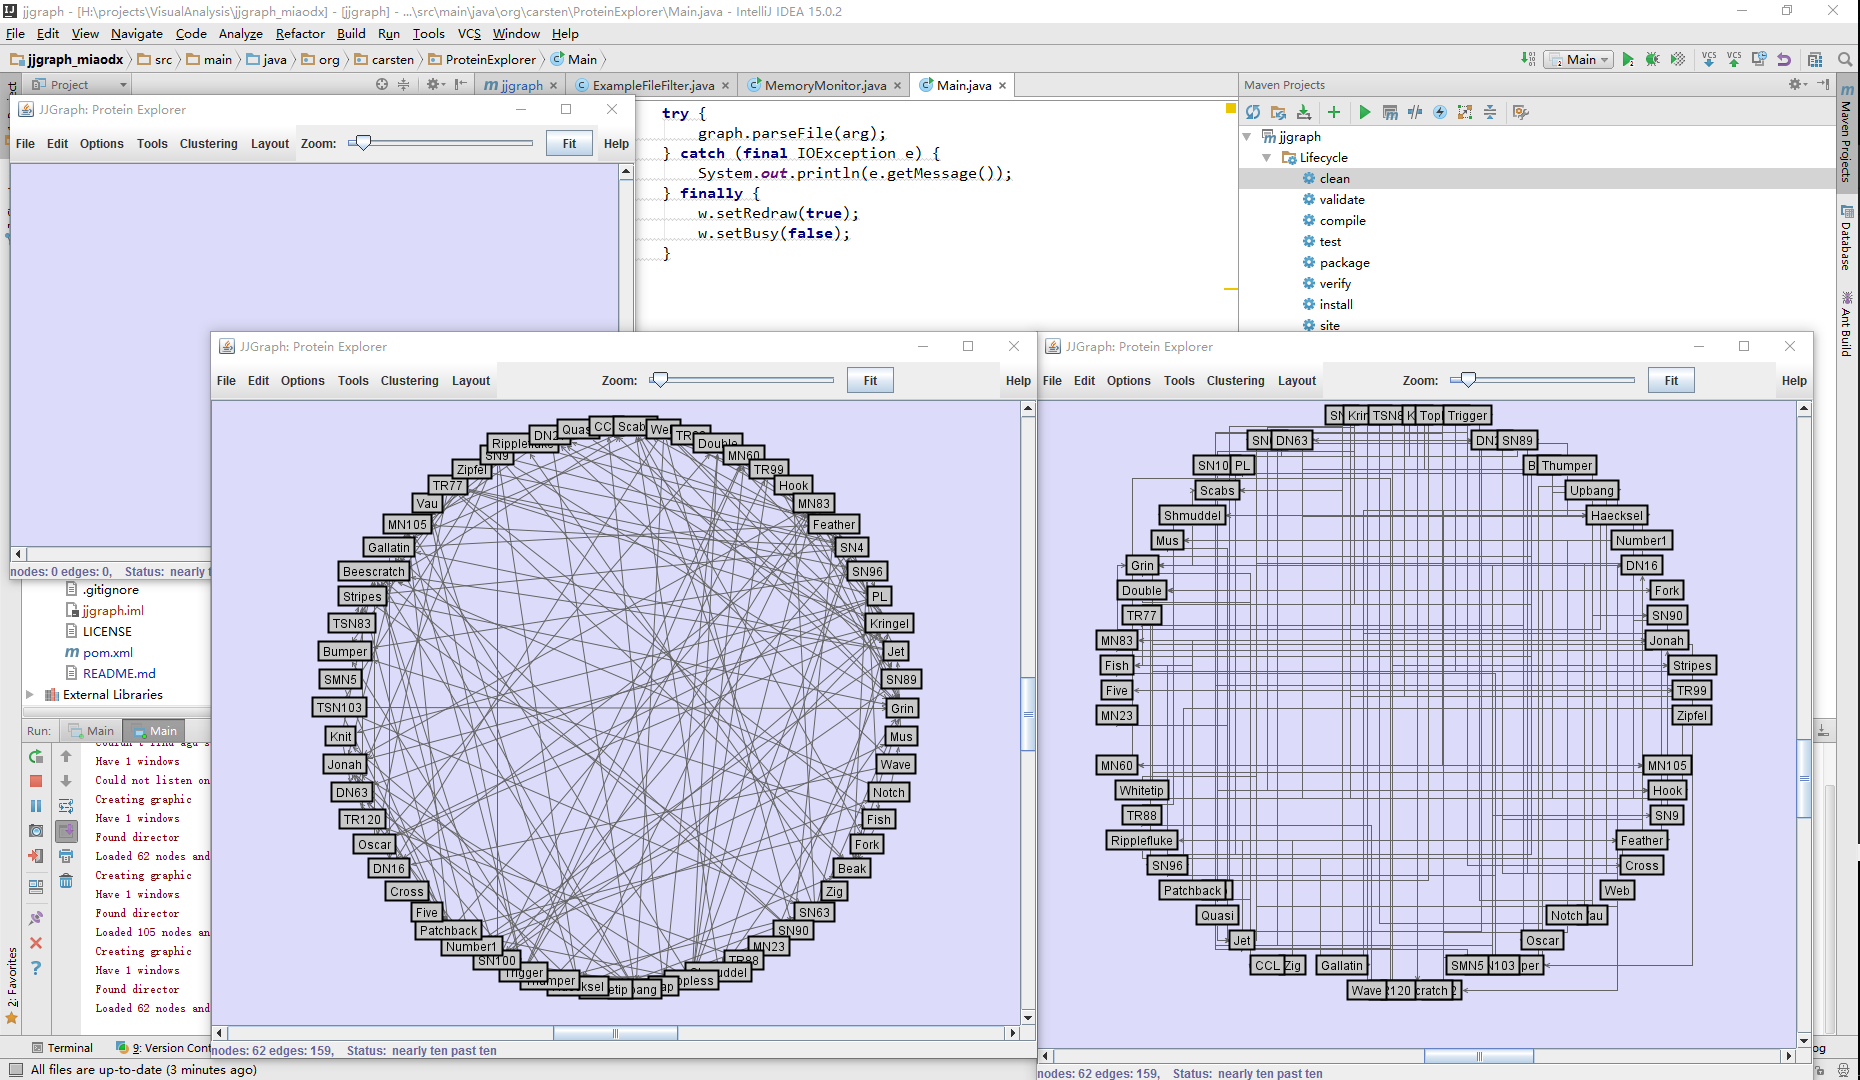 jjgraph - [H:\projects\VisualAnalysis\jjgraph_miaodx] - [jjgraph] - ...\src\main\java\org\carsten\ProteinExplorer\Main.java - IntelliJ IDEA 15.0.2
File Edit View Navigate Code Analyze Refactor Build Run Tools VCS Window Help
jjgraph_miaodx src main java org carsten ProteinExplorer Main
Main
Project
jjgraph ExampleFileFilter.java MemoryMonitor.java Main.java
Maven Projects
JJGraph: Protein Explorer
File Edit Options Tools Clustering Layout Zoom: Fit Help
nodes: 0 edges: 0, Status: nearly t
try {
graph.parseFile(arg);
} catch (final IOException e) {
System.out.println(e.getMessage());
} finally {
w.setRedraw(true);
w.setBusy(false);
}
jjgraph
Lifecycle
clean
validate
compile
test
package
verify
install
site
Maven Projects
Database
Ant Build
JJGraph: Protein Explorer
File Edit Options Tools Clustering Layout Zoom: Fit Help
CC Scab We
Quas
DN2
Double
Ripplefluke
MN60
SN9
TR99
Zipfel
Hook
TR77
MN83
Vau
Feather
MN105
SN4
Gallatin
SN96
Beescratch
PL
Stripes
Kringel
TSN83
Jet
Bumper
SN89
SMN5
Grin
TSN103
Mus
Knit
Wave
Jonah
Notch
DN63
Fish
TR120
Fork
Oscar
Beak
DN16
Zig
Cross
SN63
Five
SN90
Patchback
MN23
Number1
TR88
SN100
Trigger
nodes: 62 edges: 159, Status: nearly ten past ten
JJGraph: Protein Explorer
File Edit Options Tools Clustering Layout Zoom: Fit Help
SN Krin TSN8 K Topl Trigger
SN DN63 DN SN89
SN10 PL B Thumper
Scabs Upbang
Shmuddel Haecksel
Mus Number1
Grin DN16
Double Fork
TR77 SN90
MN83 Jonah
Fish Stripes
Five TR99
MN23 Zipfel
MN60 MN105
Whitetip Hook
TR88 SN9
Ripplefluke Feather
SN96 Cross
Patchback Web
Quasi Notch au
Jet Oscar
CCL Zig Gallatin SMN5 N103 per
Wave 120 cratch
nodes: 62 edges: 159, Status: nearly ten past ten
.gitignore
jjgraph.iml
LICENSE
pom.xml
README.md
External Libraries
Run: Main Main
Have 1 windows
Could not listen on
Creating graphic
Have 1 windows
Found director
Loaded 62 nodes and
Creating graphic
Have 1 windows
Found director
Loaded 105 nodes an
Creating graphic
Have 1 windows
Found director
Loaded 62 nodes and
2: Favorites
Terminal 9: Version Cont
og
All files are up-to-date (3 minutes ago)